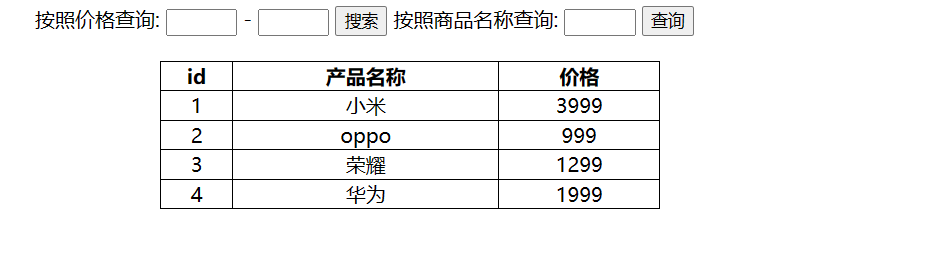 按照价格查询: - 搜索 按照商品名称查询: 查询
id 产品名称 价格
1 小米 3999
2 oppo 999
3 荣耀 1299
4 华为 1999